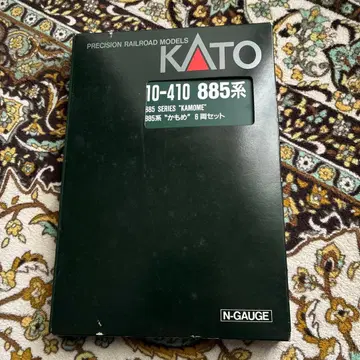 PRECISION RAILROAD MODELS
KATO
10-410 885系
885 SERIES "KAMOME"
885系 "かもめ" 6両セット
N-GAUGE